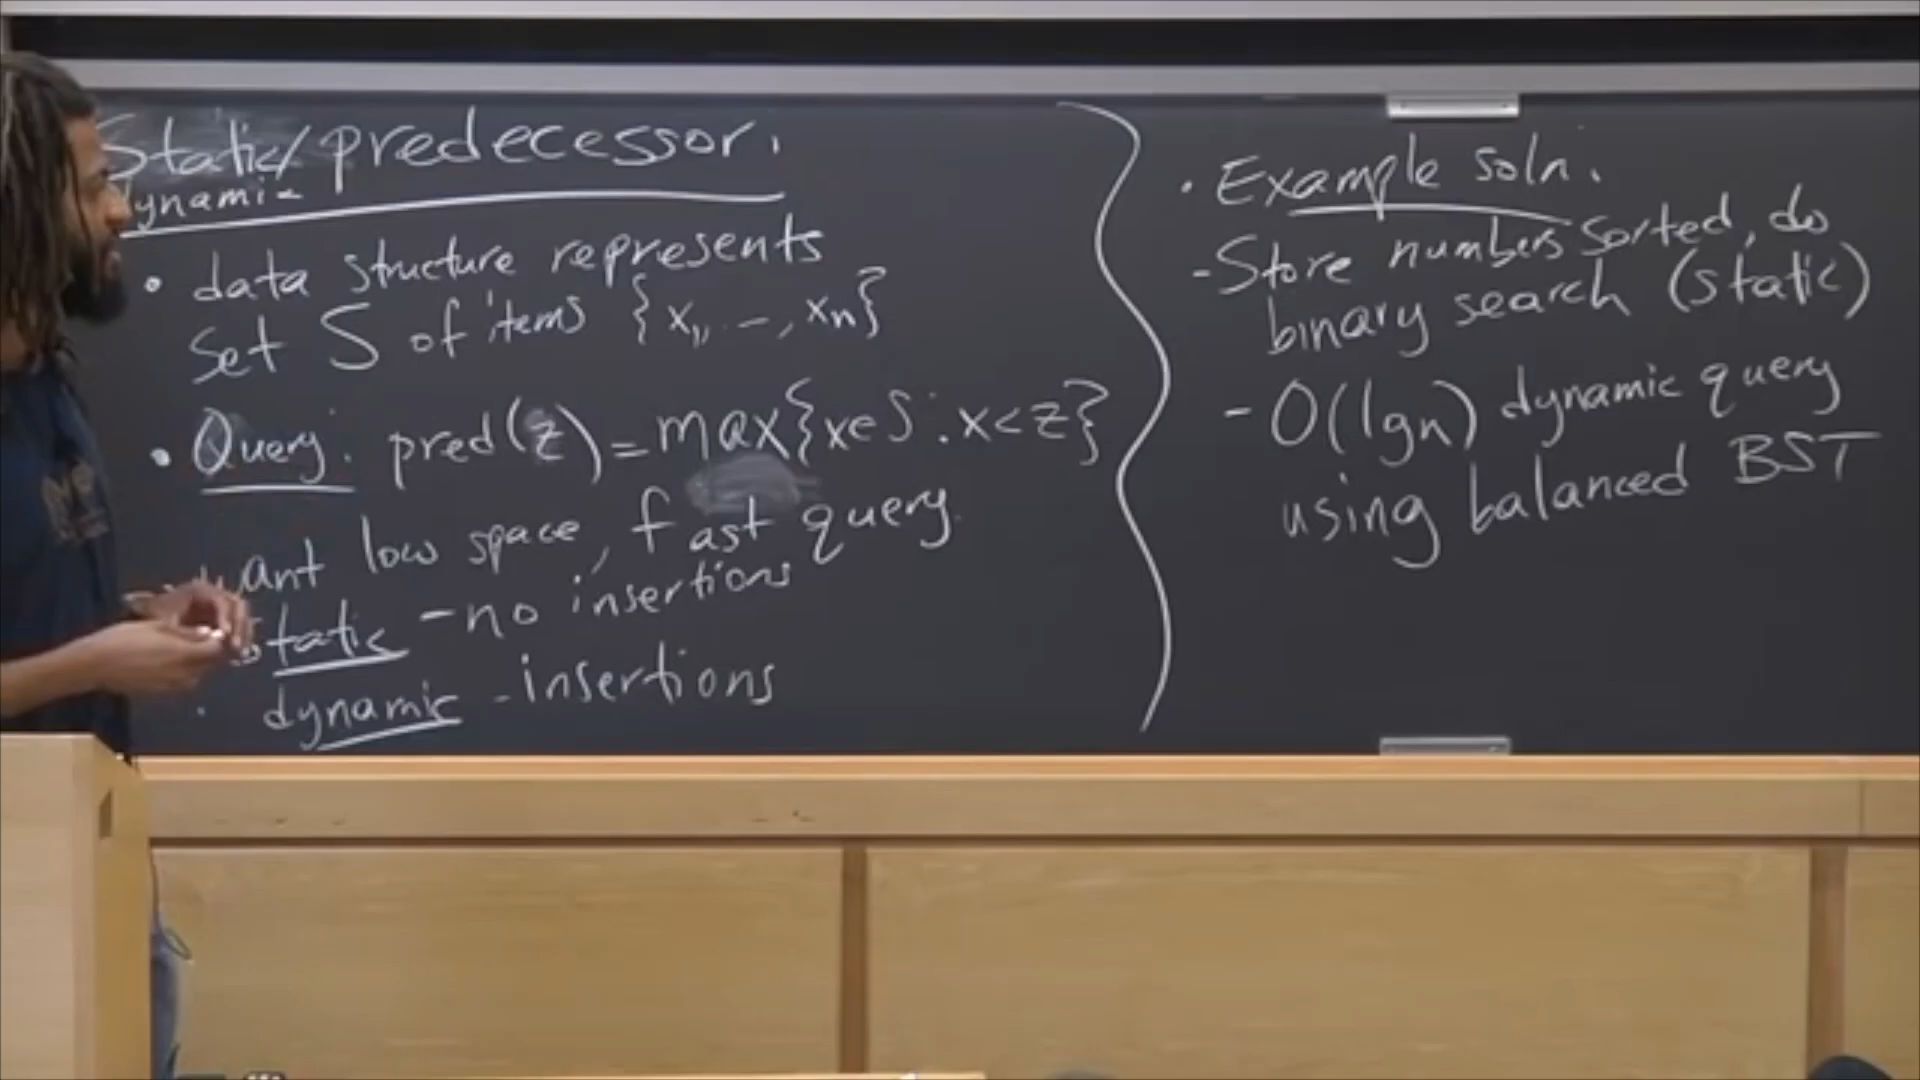 Static/predecessor:
dynamic
• data structure represents
set S of items {x₁, ..., xₙ}
• Query: pred(z) = max{x∈S: x<z}
want low space, fast query
static - no insertions
dynamic - insertions
• Example soln.
- Store numbers sorted, do
binary search (static)
- O(lgn) dynamic query
using balanced BST